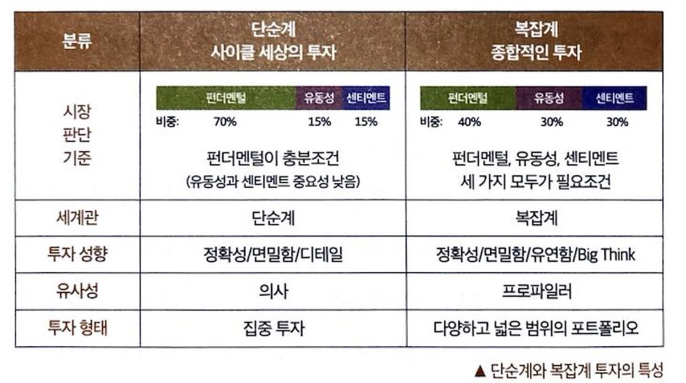 분류
단순계
사이클 세상의 투자
복잡계
종합적인 투자
시장
판단
기준
펀더멘털 유동성 센티멘트
비중: 70% 15% 15%
펀더멘털이 충분조건
(유동성과 센티멘트 중요성 낮음)
펀더멘털 유동성 센티멘트
비중: 40% 30% 30%
펀더멘털, 유동성, 센티멘트
세 가지 모두가 필요조건
세계관 단순계 복잡계
투자 성향 정확성/면밀함/디테일 정확성/면밀함/유연함/Big Think
유사성 의사 프로파일러
투자 형태 집중 투자 다양하고 넓은 범위의 포트폴리오
▲ 단순계와 복잡계 투자의 특성